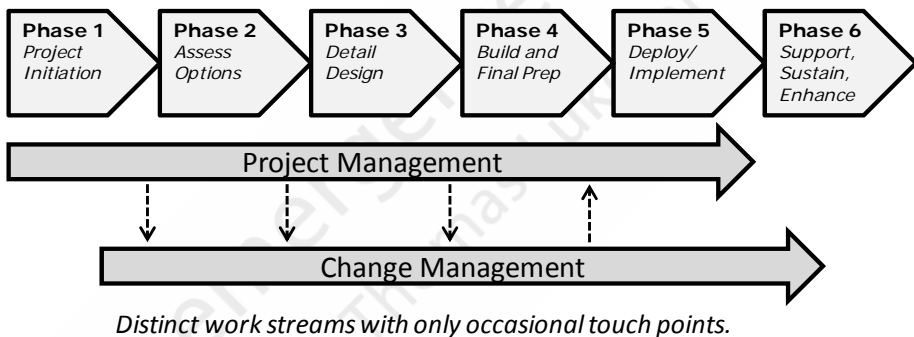 Phase 1
Project
Initiation
Phase 2
Assess
Options
Phase 3
Detail
Design
Phase 4
Build and
Final Prep
Phase 5
Deploy/
Implement
Phase 6
Support,
Sustain,
Enhance
Project Management
Change Management
Distinct work streams with only occasional touch points.